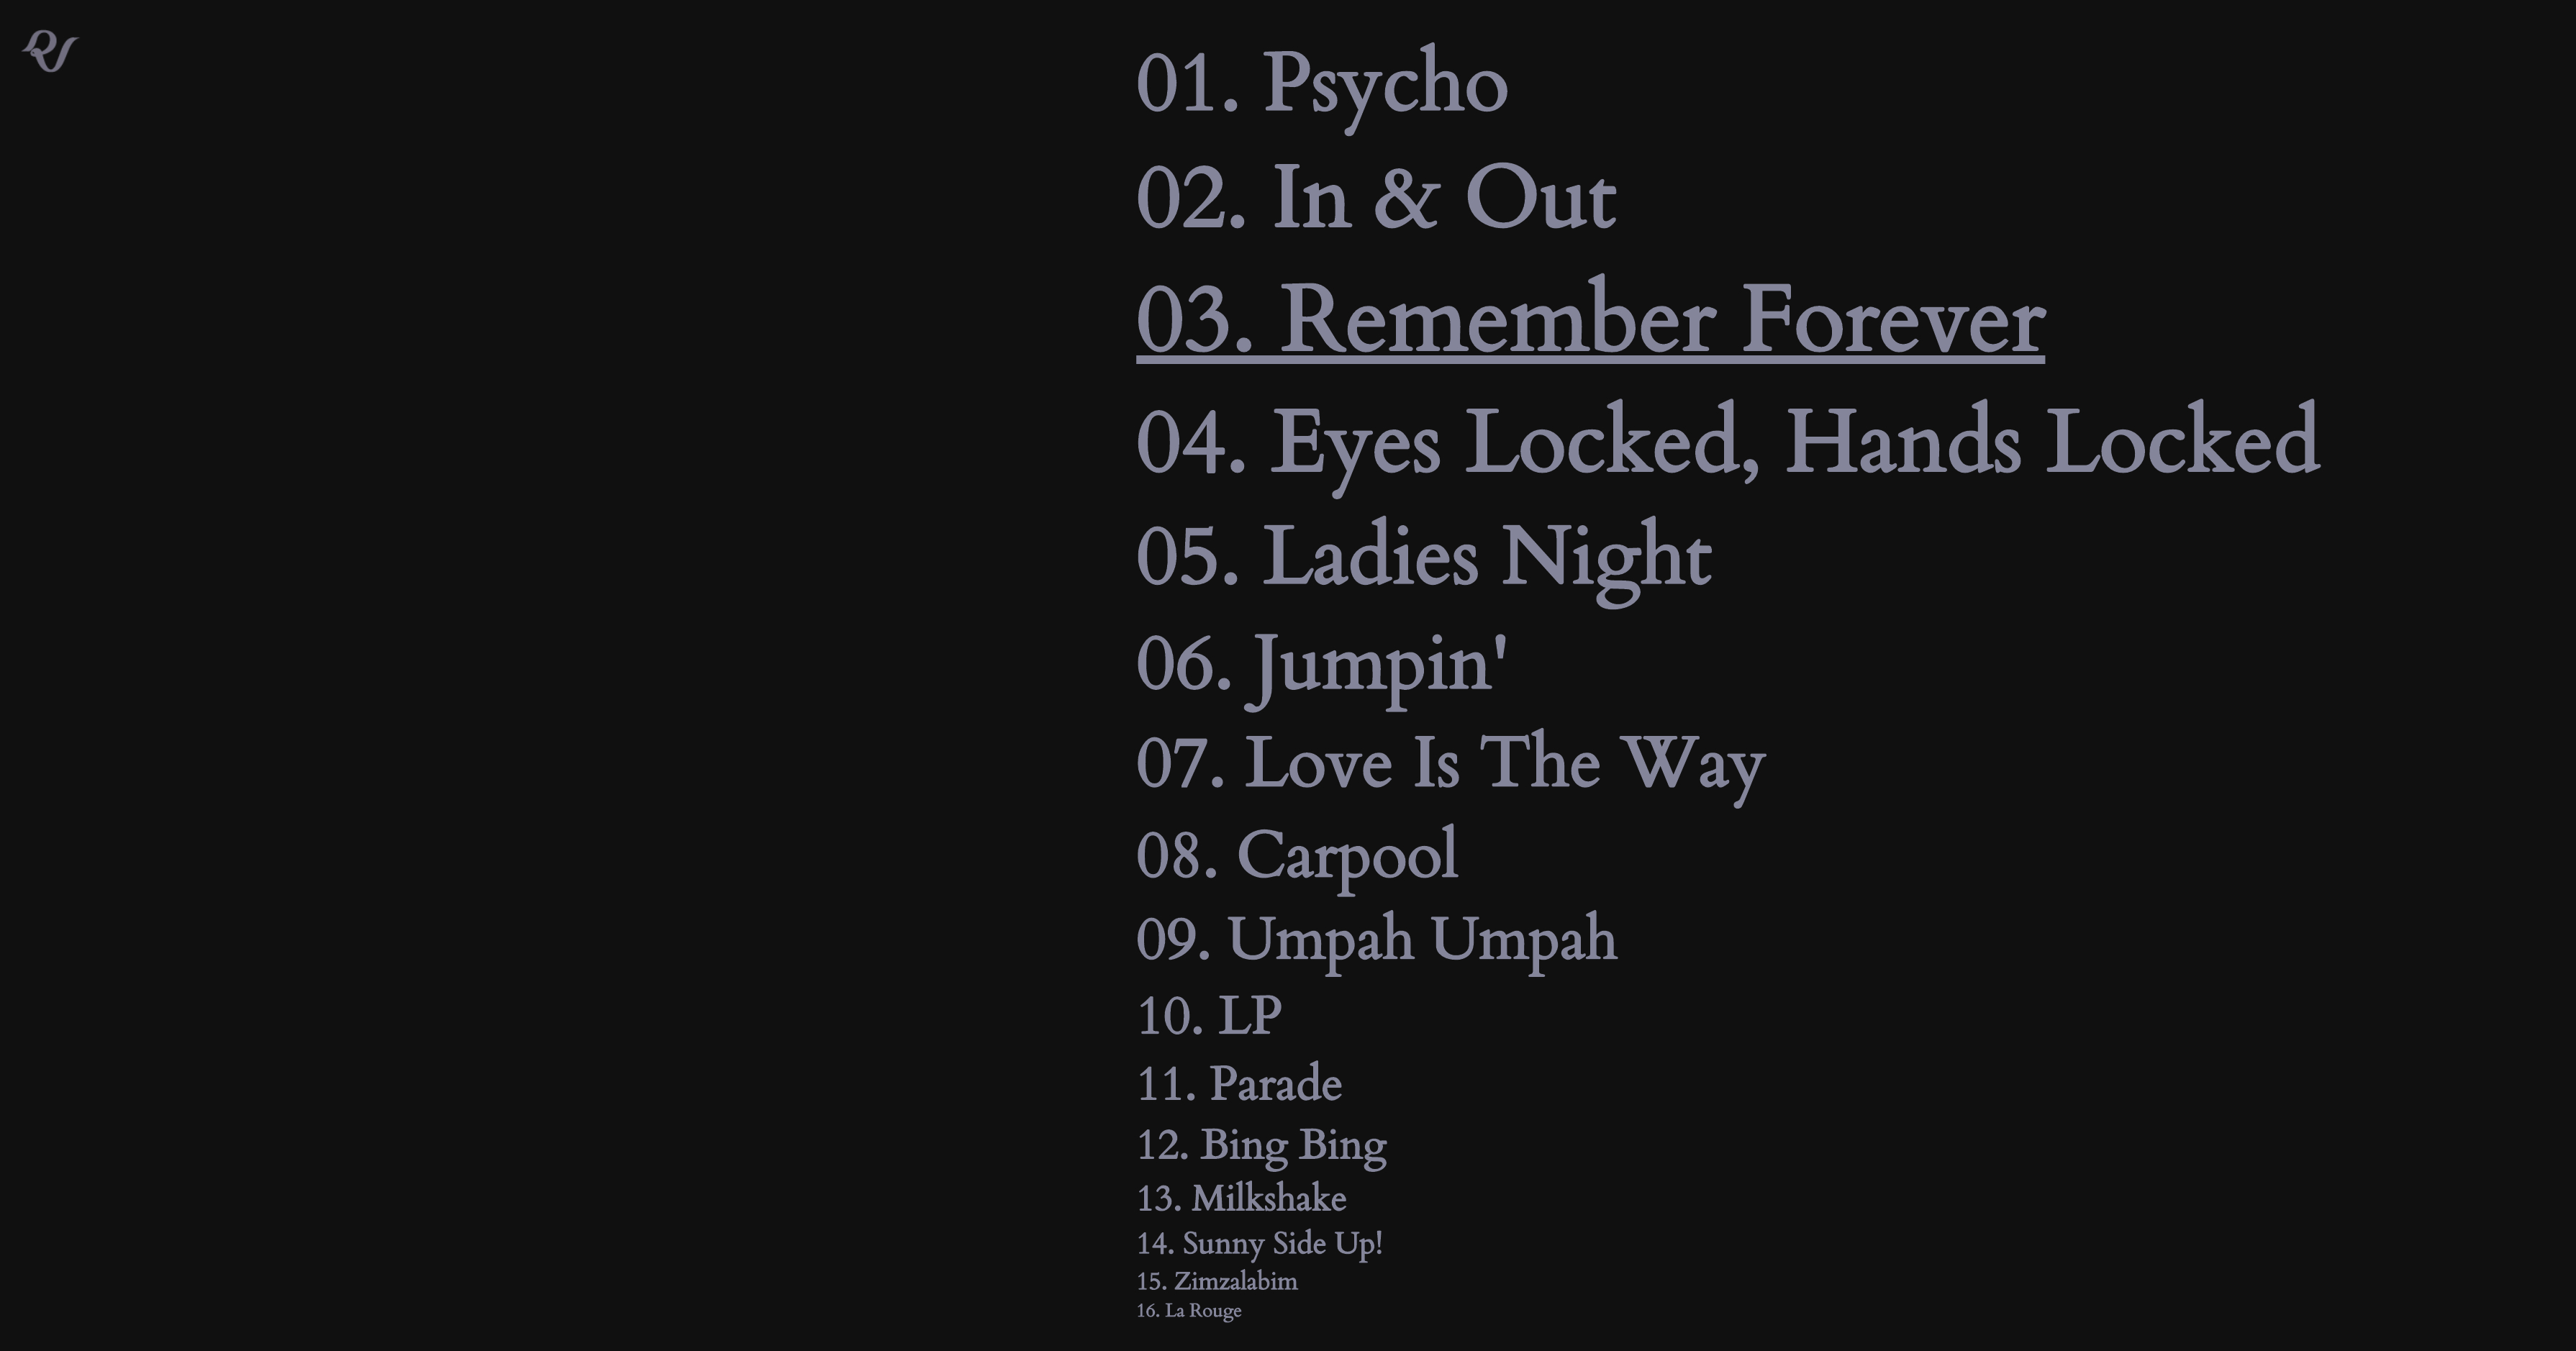 RV
01. Psycho
02. In & Out
03. Remember Forever
04. Eyes Locked, Hands Locked
05. Ladies Night
06. Jumpin'
07. Love Is The Way
08. Carpool
09. Umpah Umpah
10. LP
11. Parade
12. Bing Bing
13. Milkshake
14. Sunny Side Up!
15. Zimzalabim
16. La Rouge